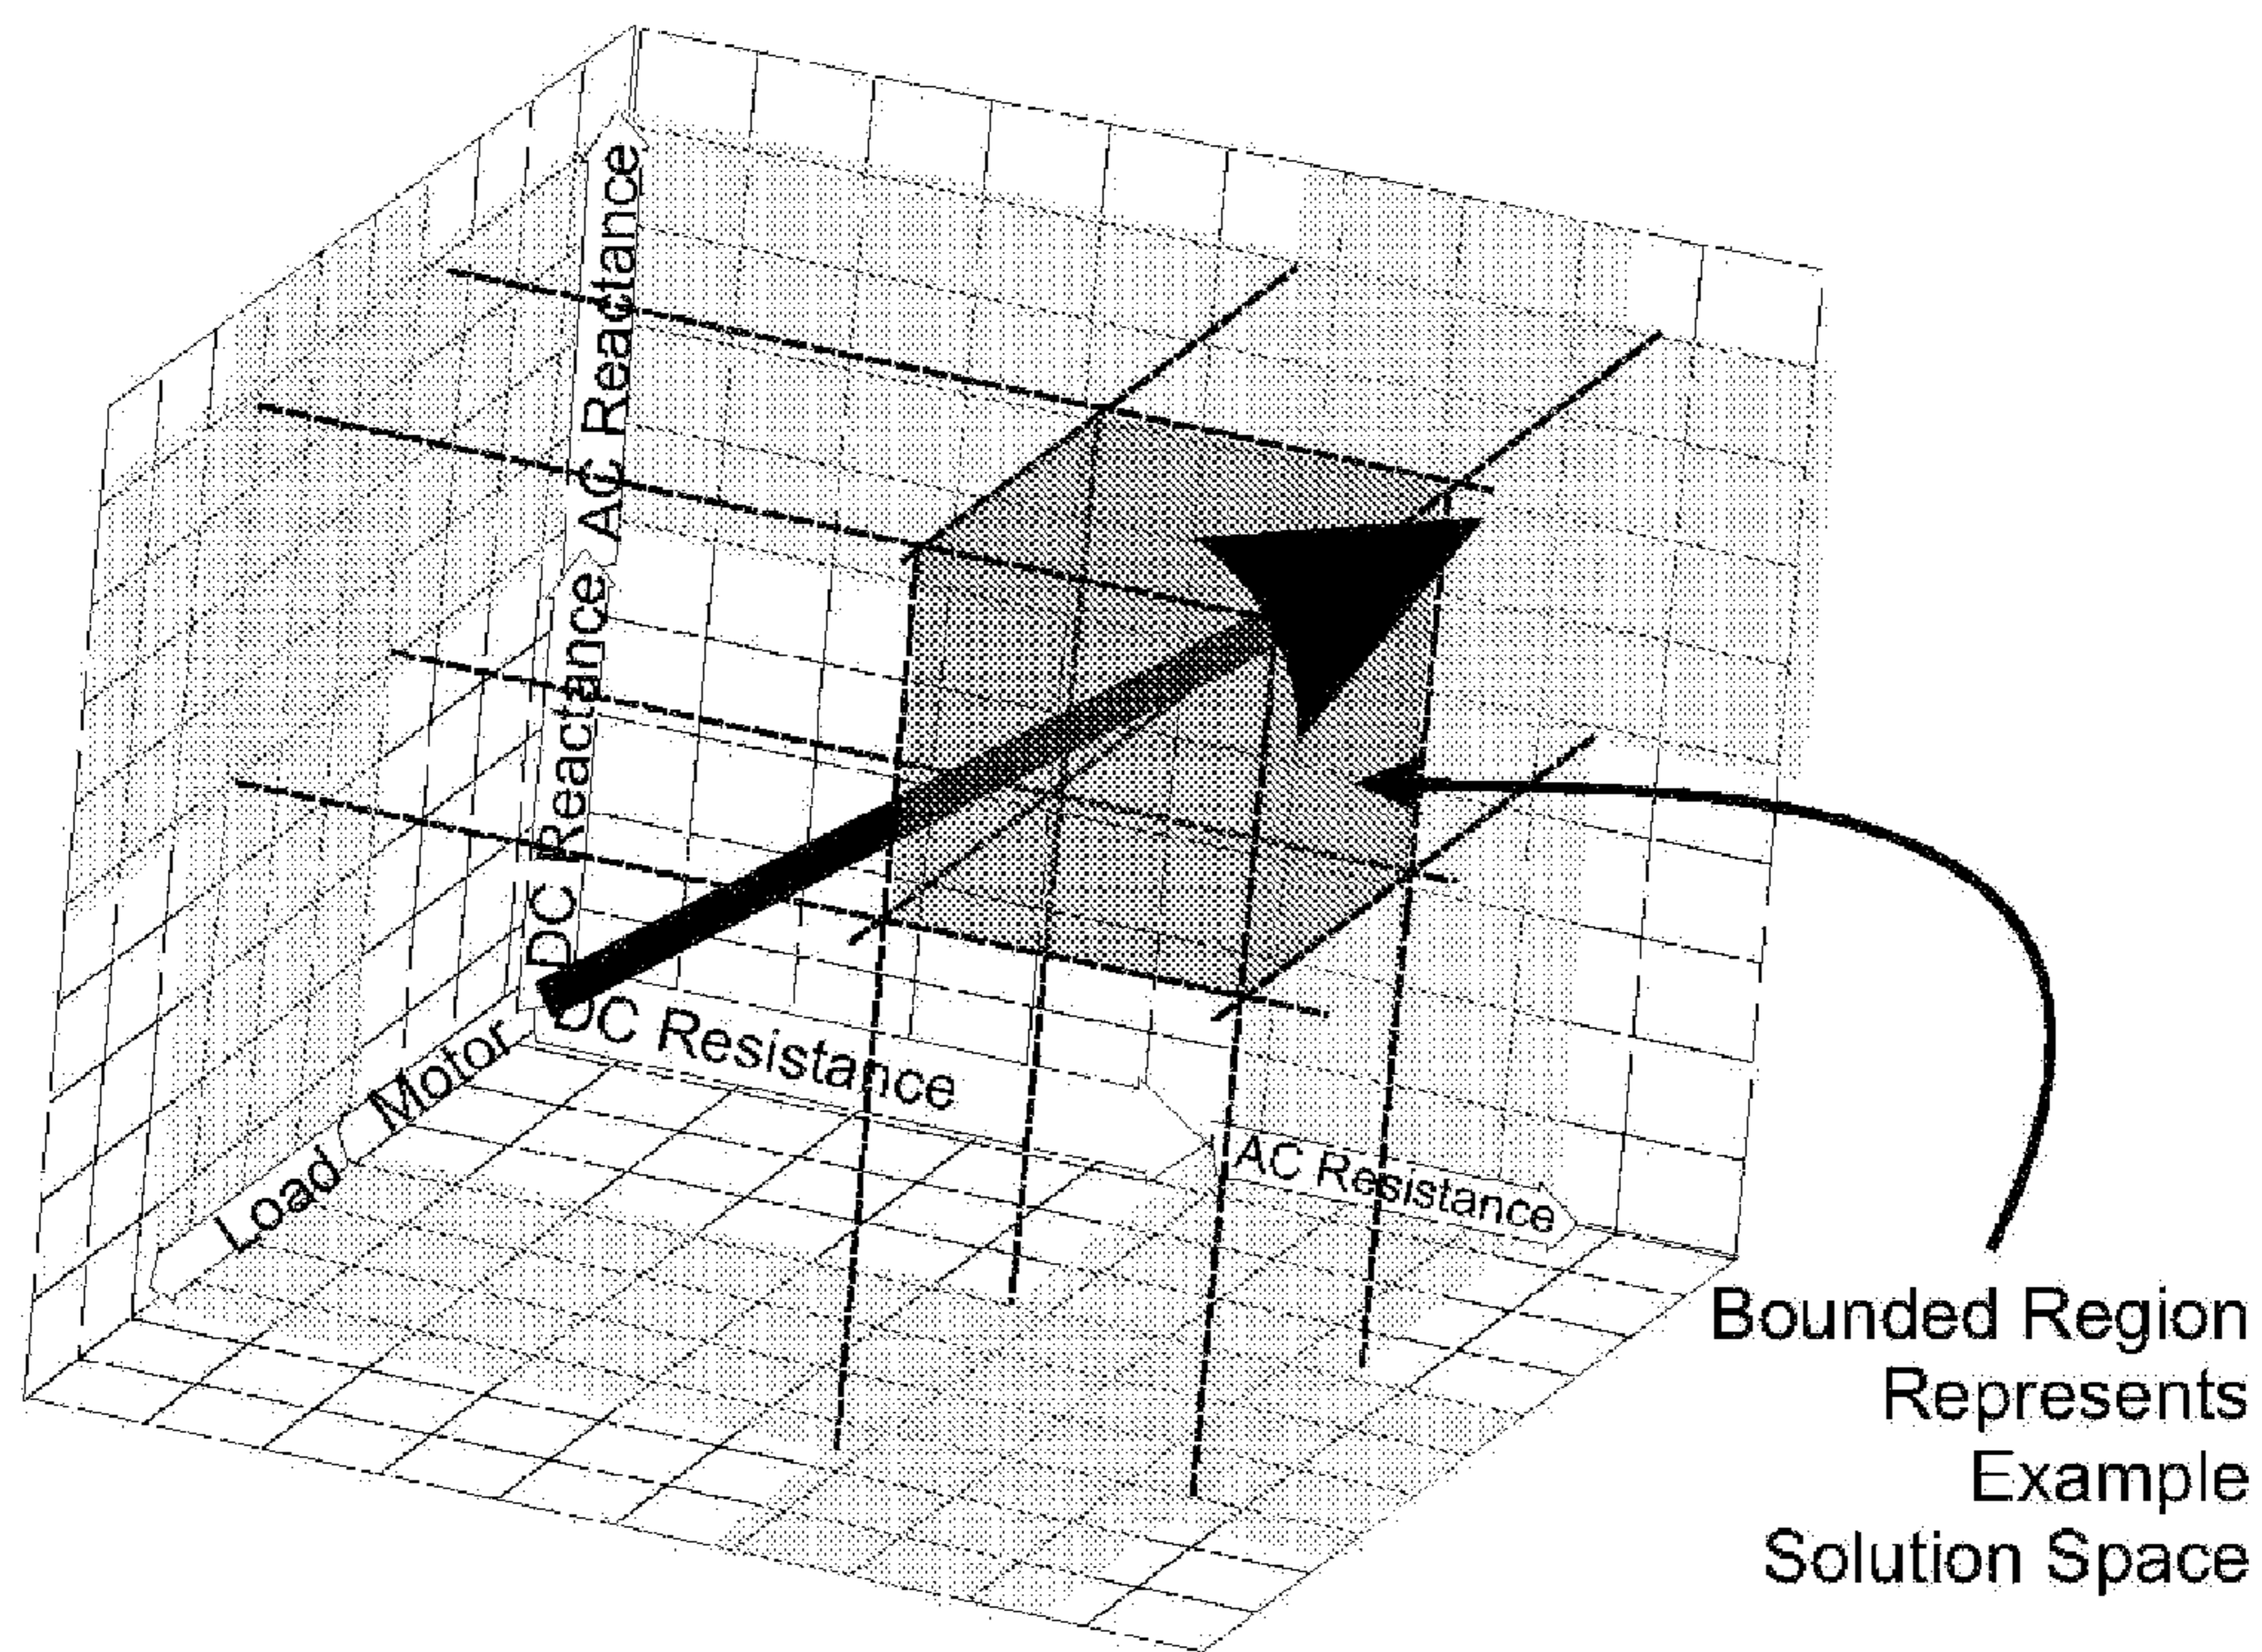 AC Reactance
DC Reactance
DC Resistance
AC Resistance
Motor
Load
Bounded Region
Represents
Example
Solution Space